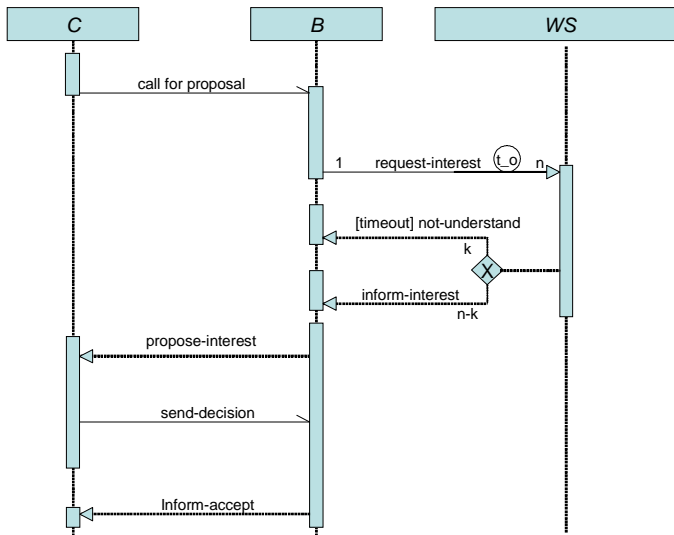 C
B
WS
call for proposal
1 request-interest t_o n
[timeout] not-understand
k
X
inform-interest
n-k
propose-interest
send-decision
Inform-accept